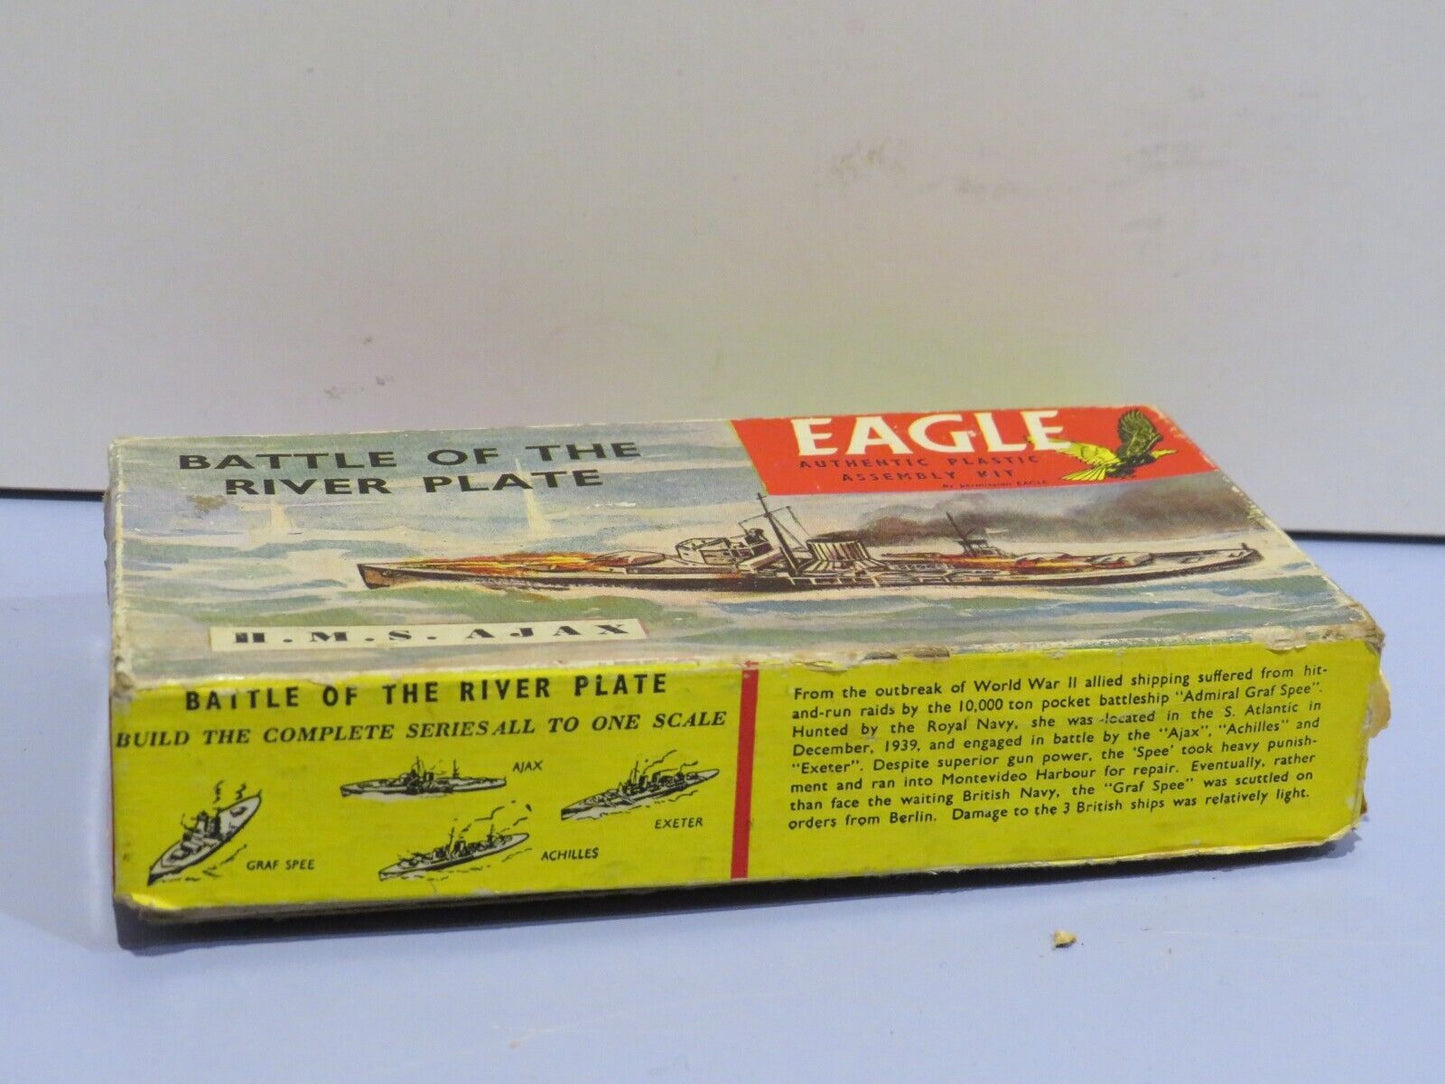 BATTLE OF THE
RIVER PLATE
EAGLE
AUTHENTIC PLASTIC
ASSEMBLY KIT
By permission EAGLE
H.M.S. AJAX
BATTLE OF THE RIVER PLATE
BUILD THE COMPLETE SERIES ALL TO ONE SCALE
AJAX
EXETER
GRAF SPEE
ACHILLES
From the outbreak of World War II allied shipping suffered from hit-
and-run raids by the 10,000 ton pocket battleship "Admiral Graf Spee".
Hunted by the Royal Navy, she was located in the S. Atlantic in
December, 1939, and engaged in battle by the "Ajax", "Achilles" and
"Exeter". Despite superior gun power, the 'Spee' took heavy punish-
ment and ran into Montevideo Harbour for repair. Eventually, rather
than face the waiting British Navy, the "Graf Spee" was scuttled on
orders from Berlin. Damage to the 3 British ships was relatively light.